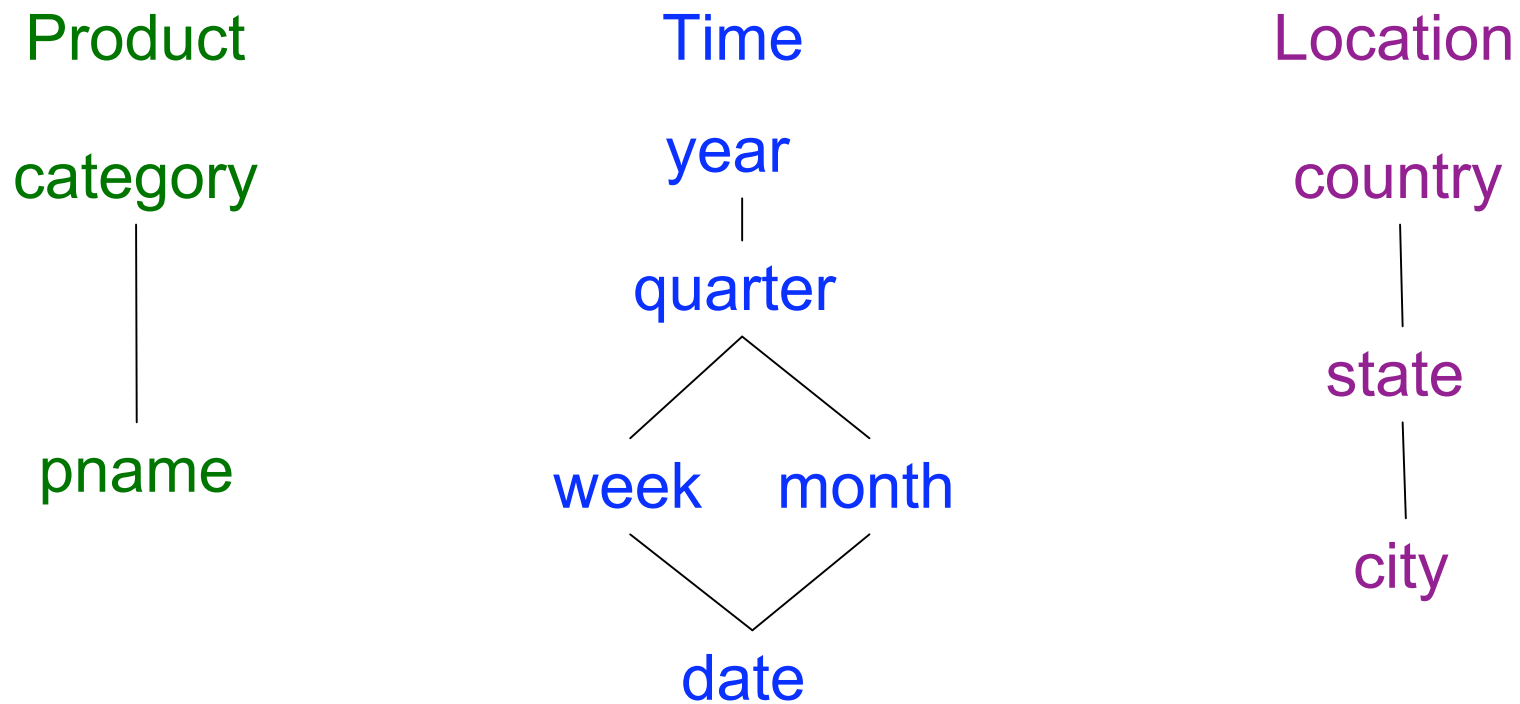 Product
Time
Location
category
year
country
quarter
state
pname
week
month
city
date